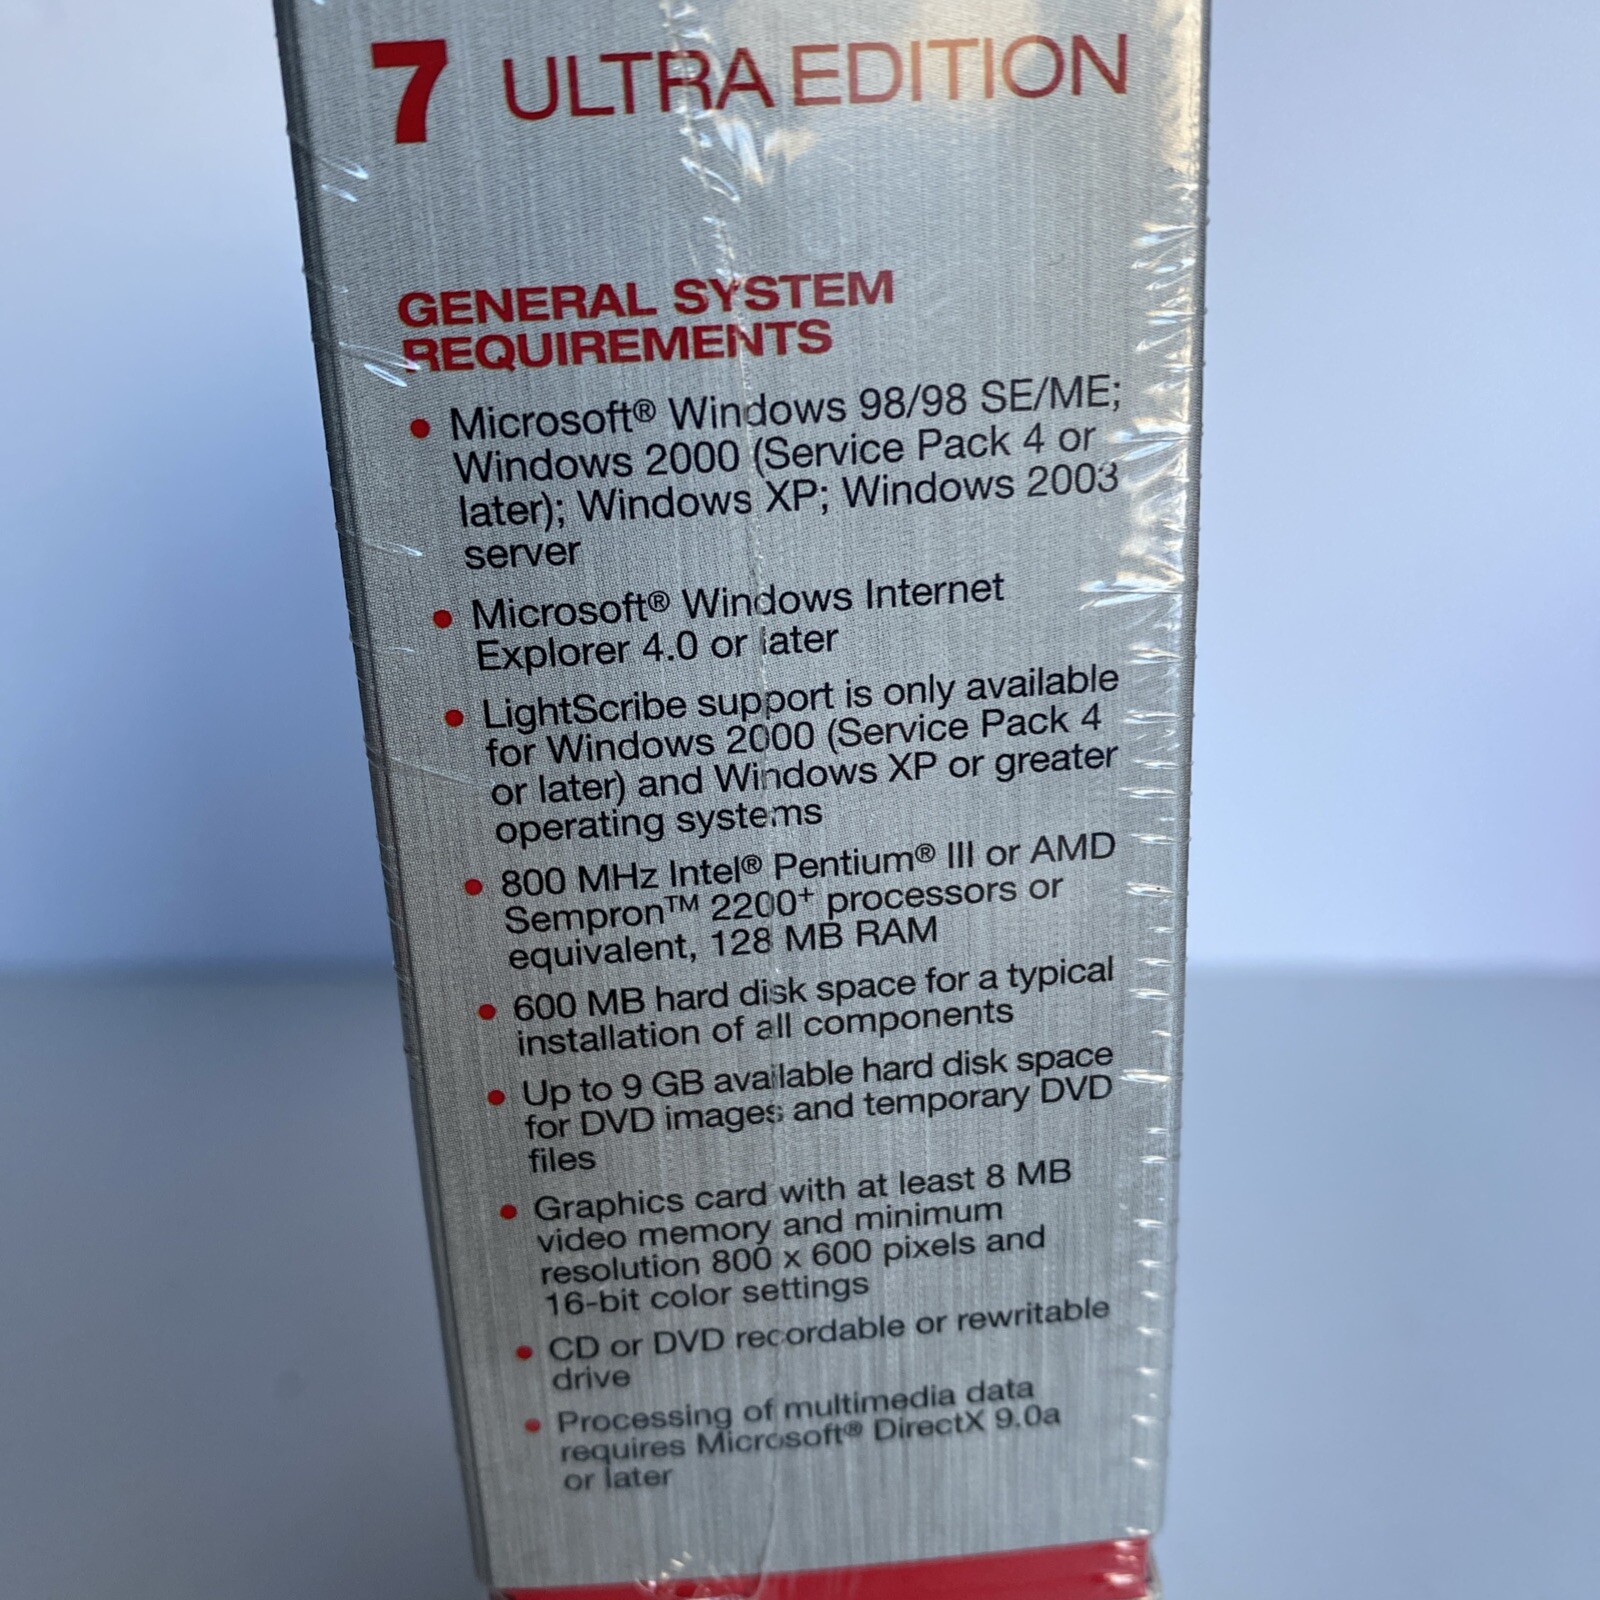 7 ULTRA EDITION
GENERAL SYSTEM
REQUIREMENTS
• Microsoft® Windows 98/98 SE/ME;
Windows 2000 (Service Pack 4 or
later); Windows XP; Windows 2003
server
• Microsoft® Windows Internet
Explorer 4.0 or later
• LightScribe support is only available
for Windows 2000 (Service Pack 4
or later) and Windows XP or greater
operating systems
• 800 MHz Intel® Pentium® III or AMD
Sempron™ 2200+ processors or
equivalent, 128 MB RAM
• 600 MB hard disk space for a typical
installation of all components
• Up to 9 GB available hard disk space
for DVD images and temporary DVD
files
• Graphics card with at least 8 MB
video memory and minimum
resolution 800 x 600 pixels and
16-bit color settings
• CD or DVD recordable or rewritable
drive
• Processing of multimedia data
requires Microsoft® DirectX 9.0a
or later